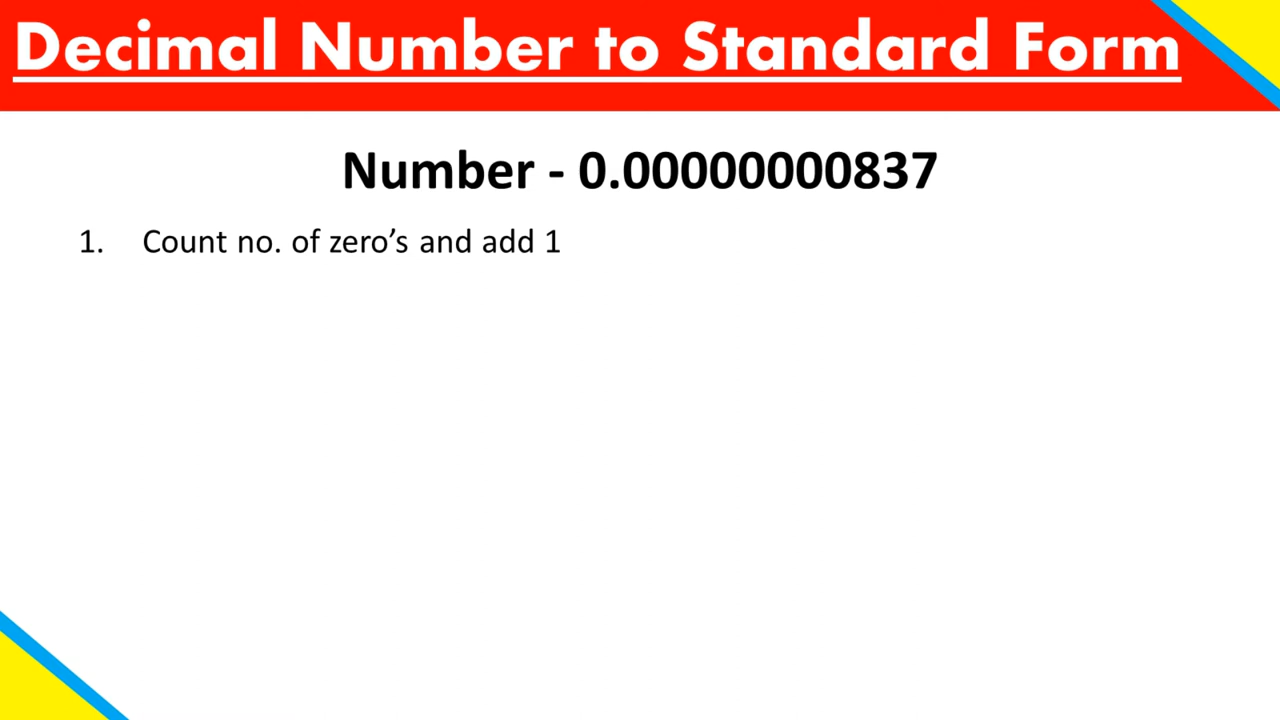 Decimal Number to Standard Form
Number - 0.00000000837
1. Count no. of zero’s and add 1